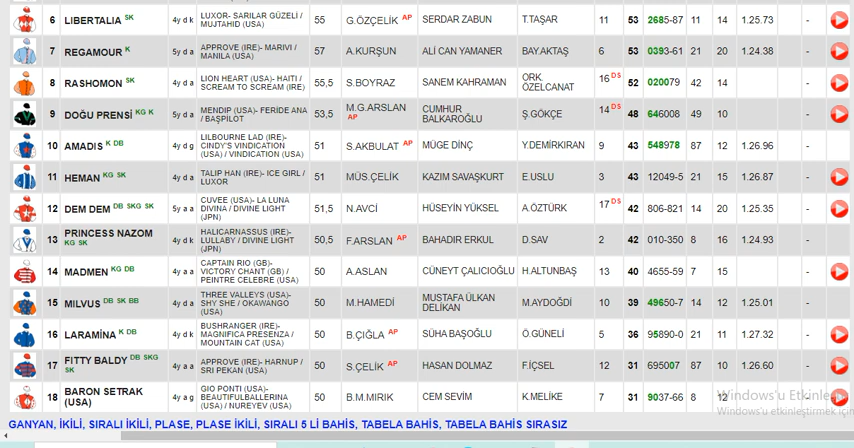 6 LIBERTALIA SK 4y d k LUXOR- SARILAR GÜZELİ / MUJTAHID (USA) 55 G.ÖZÇELİK AP SERDAR ZABUN T.TAŞAR 11 53 2685-87 11 14 1.25.73 -
7 REGAMOUR K 5y d a APPROVE (IRE)- MARIVI / MANILA (USA) 57 A.KURŞUN ALİ CAN YAMANER BAY.AKTAŞ 6 53 0393-61 21 20 1.24.38 -
8 RASHOMON SK 4y d k LION HEART (USA)- HAITI / SCREAM TO SCREAM (IRE) 55,5 S.BOYRAZ SANEM KAHRAMAN ORK. ÖZELCANAT 16 DS 52 020079 42 14 -
9 DOĞU PRENSİ KG K 5y d a MENDIP (USA)- FERİDE ANA / BAŞPİLOT 53,5 M.G.ARSLAN AP CUMHUR BALKAROĞLU Ş.GÖKÇE 14 DS 48 646008 49 10 -
10 AMADIS K DB 4y d g LILBOURNE LAD (IRE)- CINDY'S VINDICATION (USA) / VINDICATION (USA) 51 S.AKBULAT AP MÜGE DİNÇ Y.DEMİRKIRAN 9 43 548978 87 12 1.26.96 -
11 HEMAN KG SK 4y d a TALIP HAN (IRE)- ICE GIRL / LUXOR 51 MÜS.ÇELİK KAZIM SAVAŞKURT E.USLU 3 43 12049-5 21 15 1.26.87 -
12 DEM DEM DB SKG SK 5y a a CUVEE (USA)- LA LUNA DIVINA / DIVINE LIGHT (JPN) 51,5 N.AVCİ HÜSEYİN YÜKSEL A.ÖZTÜRK 17 DS 42 806-821 14 20 1.25.35 -
13 PRINCESS NAZOM KG SK 4y d k HALICARNASSUS (IRE)- LULLABY / DIVINE LIGHT (JPN) 50,5 F.ARSLAN AP BAHADIR ERKUL D.SAV 2 42 010-350 8 16 1.24.93 -
14 MADMEN KG DB 4y a a CAPTAIN RIO (GB)- VICTORY CHANT (GB) / PEINTRE CELEBRE (USA) 50 A.ASLAN CÜNEYT ÇALICIOĞLU H.ALTUNBAŞ 13 40 4655-59 7 15 -
15 MILVUS DB SK BB 4y d a THREE VALLEYS (USA)- SHY SHE / OKAWANGO (USA) 50 M.HAMEDİ MUSTAFA ÜLKAN DELİKAN M.AYDOĞDİ 10 39 49650-7 14 12 1.25.01 -
16 LARAMİNA K DB 4y d k BUSHRANGER (IRE)- MAGNIFICA PRESENZA / MOUNTAIN CAT (USA) 50 B.ÇIĞLA AP SÜHA BAŞOĞLU Ö.GÜNELİ 5 36 95890-0 21 11 1.27.32 -
17 FITTY BALDY DB SKG SK 4y a a APPROVE (IRE)- HARNUP / SRI PEKAN (USA) 50 S.ÇELİK AP HASAN DOLMAZ F.İÇSEL 12 31 695007 87 10 1.26.60 -
18 BARON SETRAK (USA) 4y a g GIO PONTI (USA)- BEAUTIFULBALLERINA (USA) / NUREYEV (USA) 50 B.M.MIRIK CEM SEVİM K.MELİKE 7 31 9037-66 8 12 -
Windows'u Etkinleş
Windows'u etkinleştirmek için
GANYAN, İKİLİ, SIRALI İKİLİ, PLASE, PLASE İKİLİ, SIRALI 5 Lİ BAHİS, TABELA BAHİS, TABELA BAHİS SIRASIZ